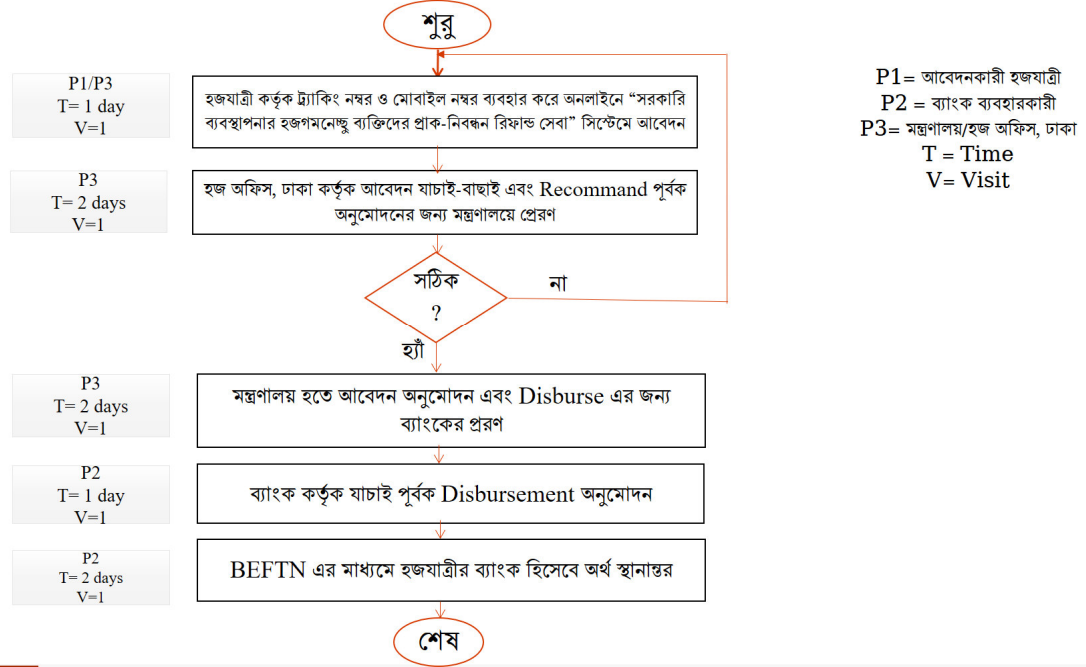 শুরু
P1/P3
T= 1 day
V=1
হজযাত্রী কর্তৃক ট্র্যাকিং নম্বর ও মোবাইল নম্বর ব্যবহার করে অনলাইনে “সরকারি
ব্যবস্থাপনার হজগমনেচ্ছু ব্যক্তিদের প্রাক-নিবন্ধন রিফান্ড সেবা” সিস্টেমে আবেদন
P1= আবেদনকারী হজযাত্রী
P2 = ব্যাংক ব্যবহারকারী
P3= মন্ত্রণালয়/হজ অফিস, ঢাকা
T = Time
V= Visit
P3
T= 2 days
V=1
হজ অফিস, ঢাকা কর্তৃক আবেদন যাচাই-বাছাই এবং Recommand পূর্বক
অনুমোদনের জন্য মন্ত্রণালয়ে প্রেরণ
সঠিক
?
না
হ্যাঁ
P3
T= 2 days
V=1
মন্ত্রণালয় হতে আবেদন অনুমোদন এবং Disburse এর জন্য
ব্যাংকের প্ররণ
P2
T= 1 day
V=1
ব্যাংক কর্তৃক যাচাই পূর্বক Disbursement অনুমোদন
P2
T= 2 days
V=1
BEFTN এর মাধ্যমে হজযাত্রীর ব্যাংক হিসেবে অর্থ স্থানান্তর
শেষ